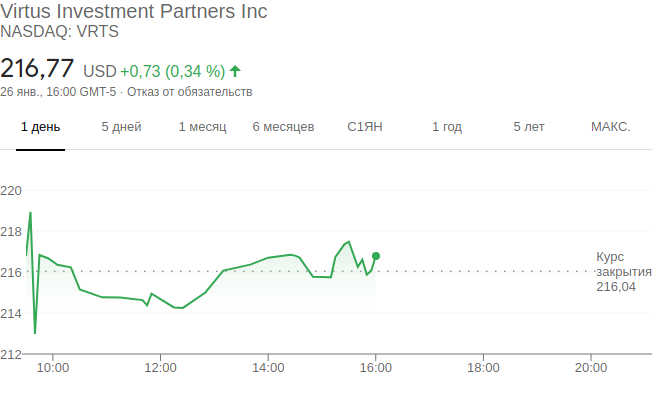 Virtus Investment Partners Inc
NASDAQ: VRTS
216,77 USD +0,73 (0,34 %)
26 янв., 16:00 GMT-5 · Отказ от обязательств
1 день 5 дней 1 месяц 6 месяцев С1ЯН 1 год 5 лет МАКС.
220
218
216
214
212
Курс
закрытия
216,04
10:00 12:00 14:00 16:00 18:00 20:00